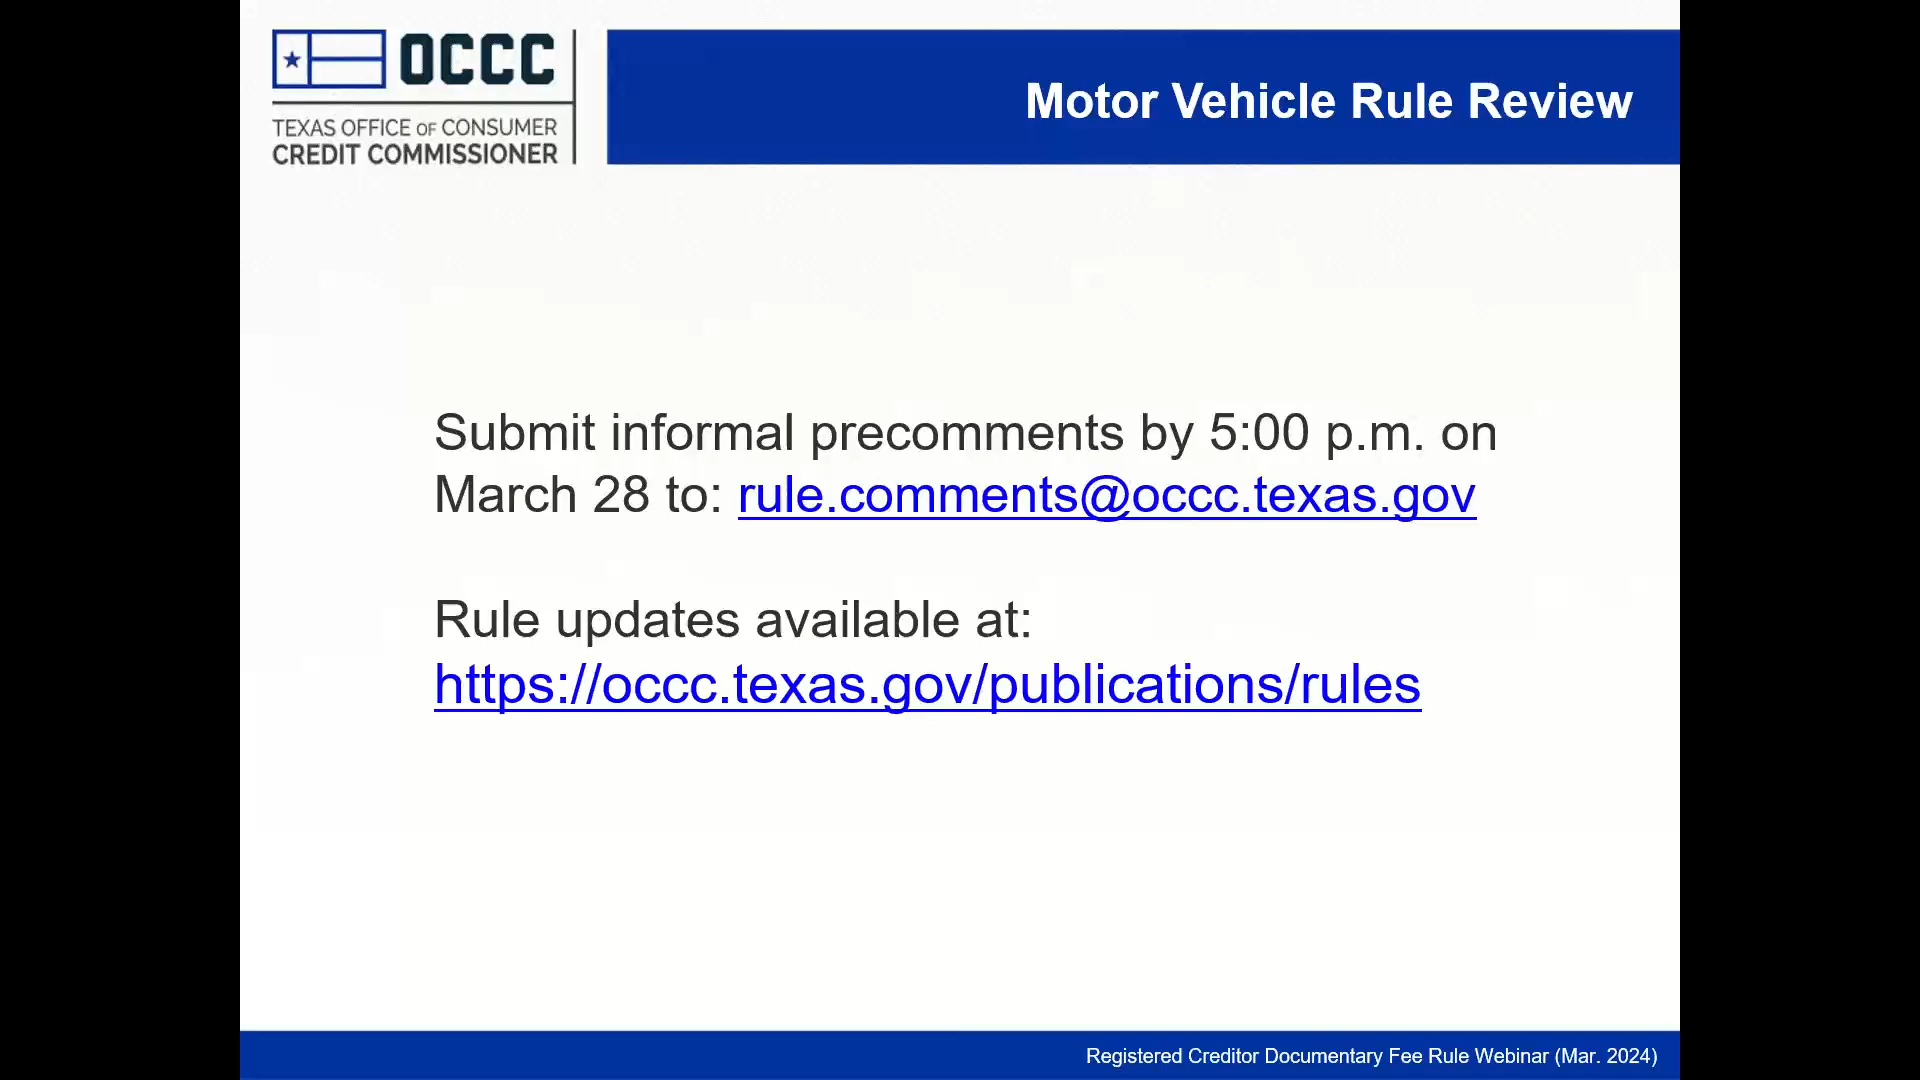 OCCC
TEXAS OFFICE OF CONSUMER
CREDIT COMMISSIONER
Motor Vehicle Rule Review
Submit informal precomments by 5:00 p.m. on
March 28 to: rule.comments@occc.texas.gov
Rule updates available at:
https://occc.texas.gov/publications/rules
Registered Creditor Documentary Fee Rule Webinar (Mar. 2024)